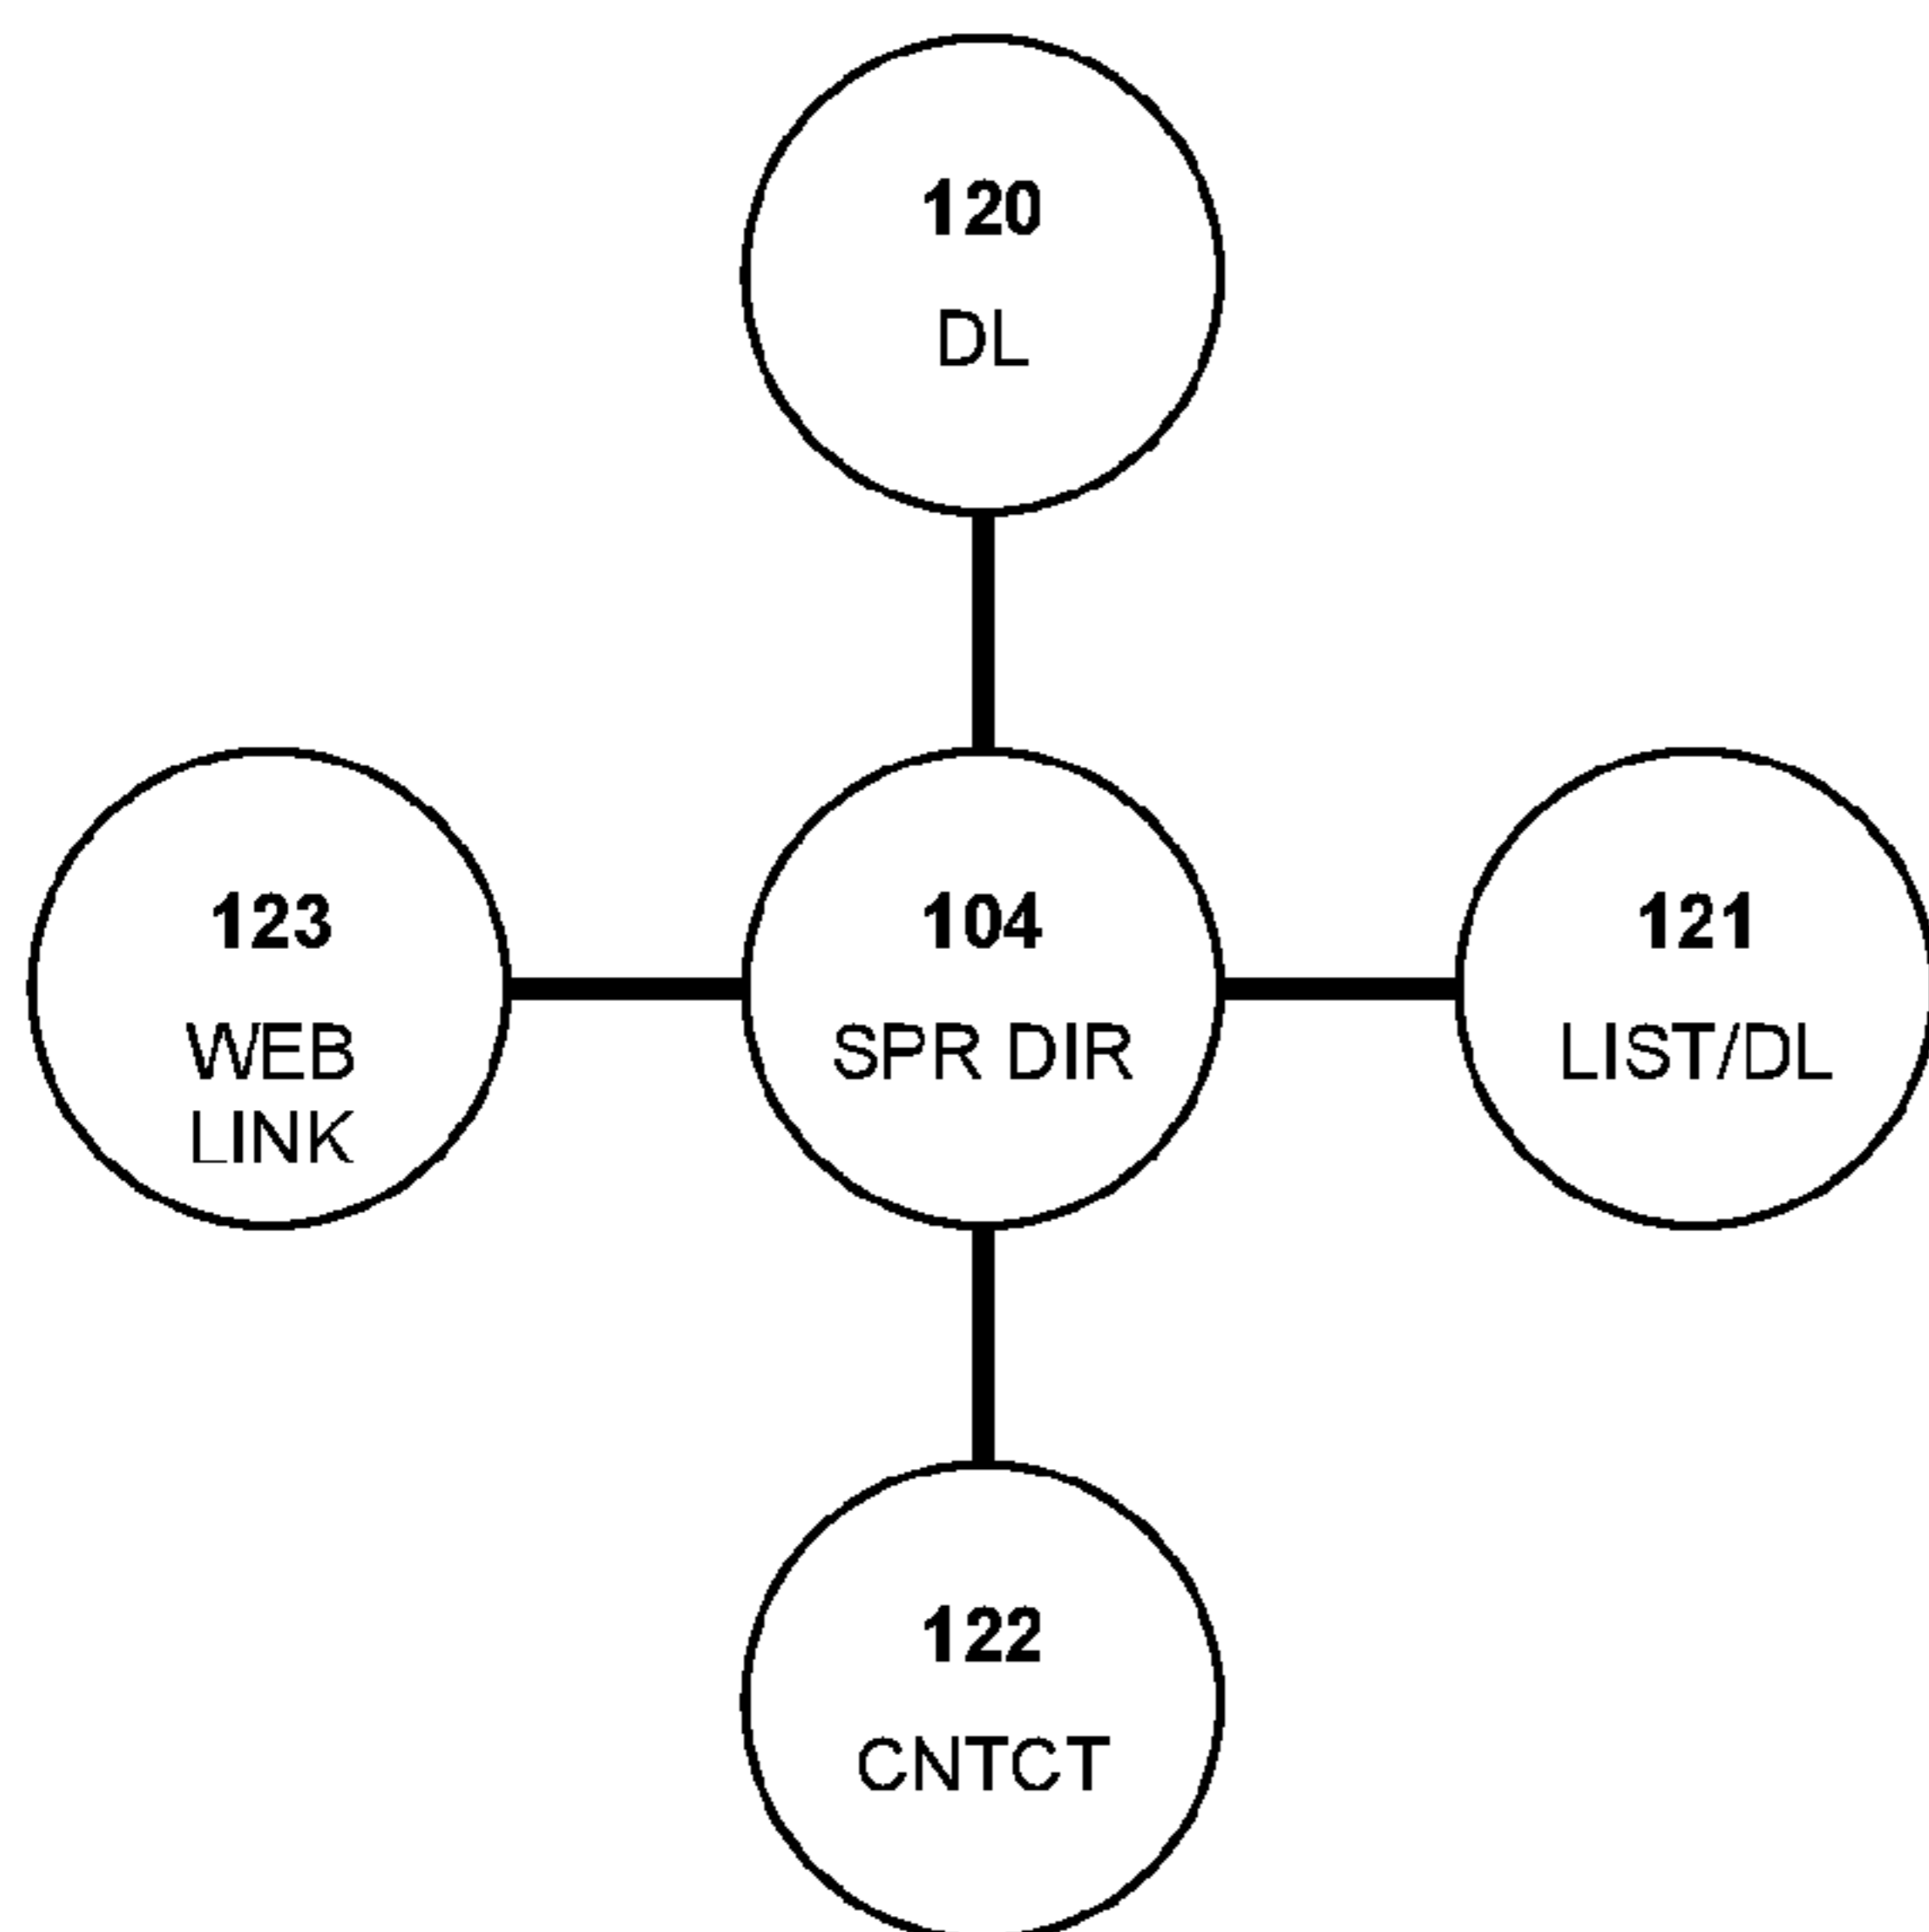 120
DL
123
WEB
LINK
104
SPR DIR
121
LIST/DL
122
CNTCT